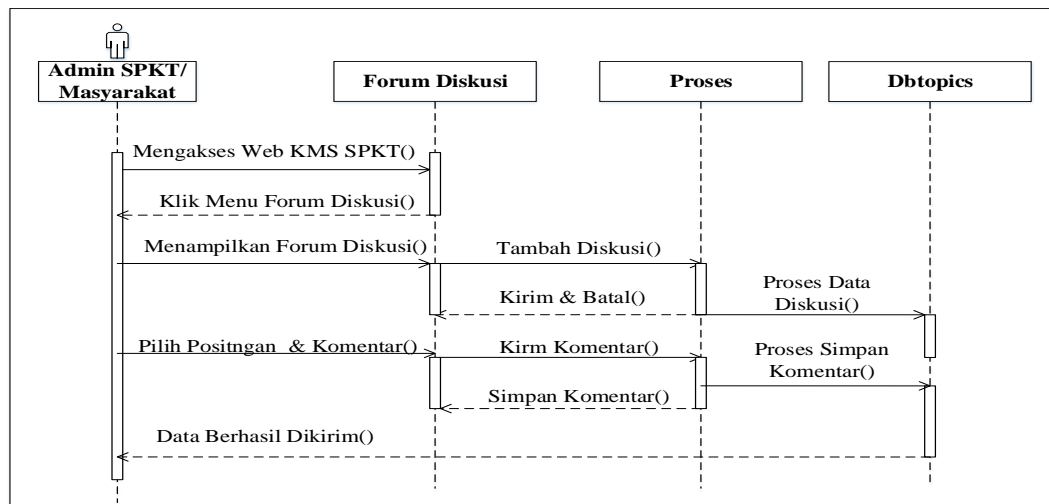 Admin SPKT/
Masyarakat
Forum Diskusi
Proses
Dbtopics
Mengakses Web KMS SPKT()
Klik Menu Forum Diskusi()
Menampilkan Forum Diskusi()
Tambah Diskusi()
Kirim & Batal()
Proses Data
Diskusi()
Pilih Positngan & Komentar()
Kirm Komentar()
Proses Simpan
Komentar()
Simpan Komentar()
Data Berhasil Dikirim()